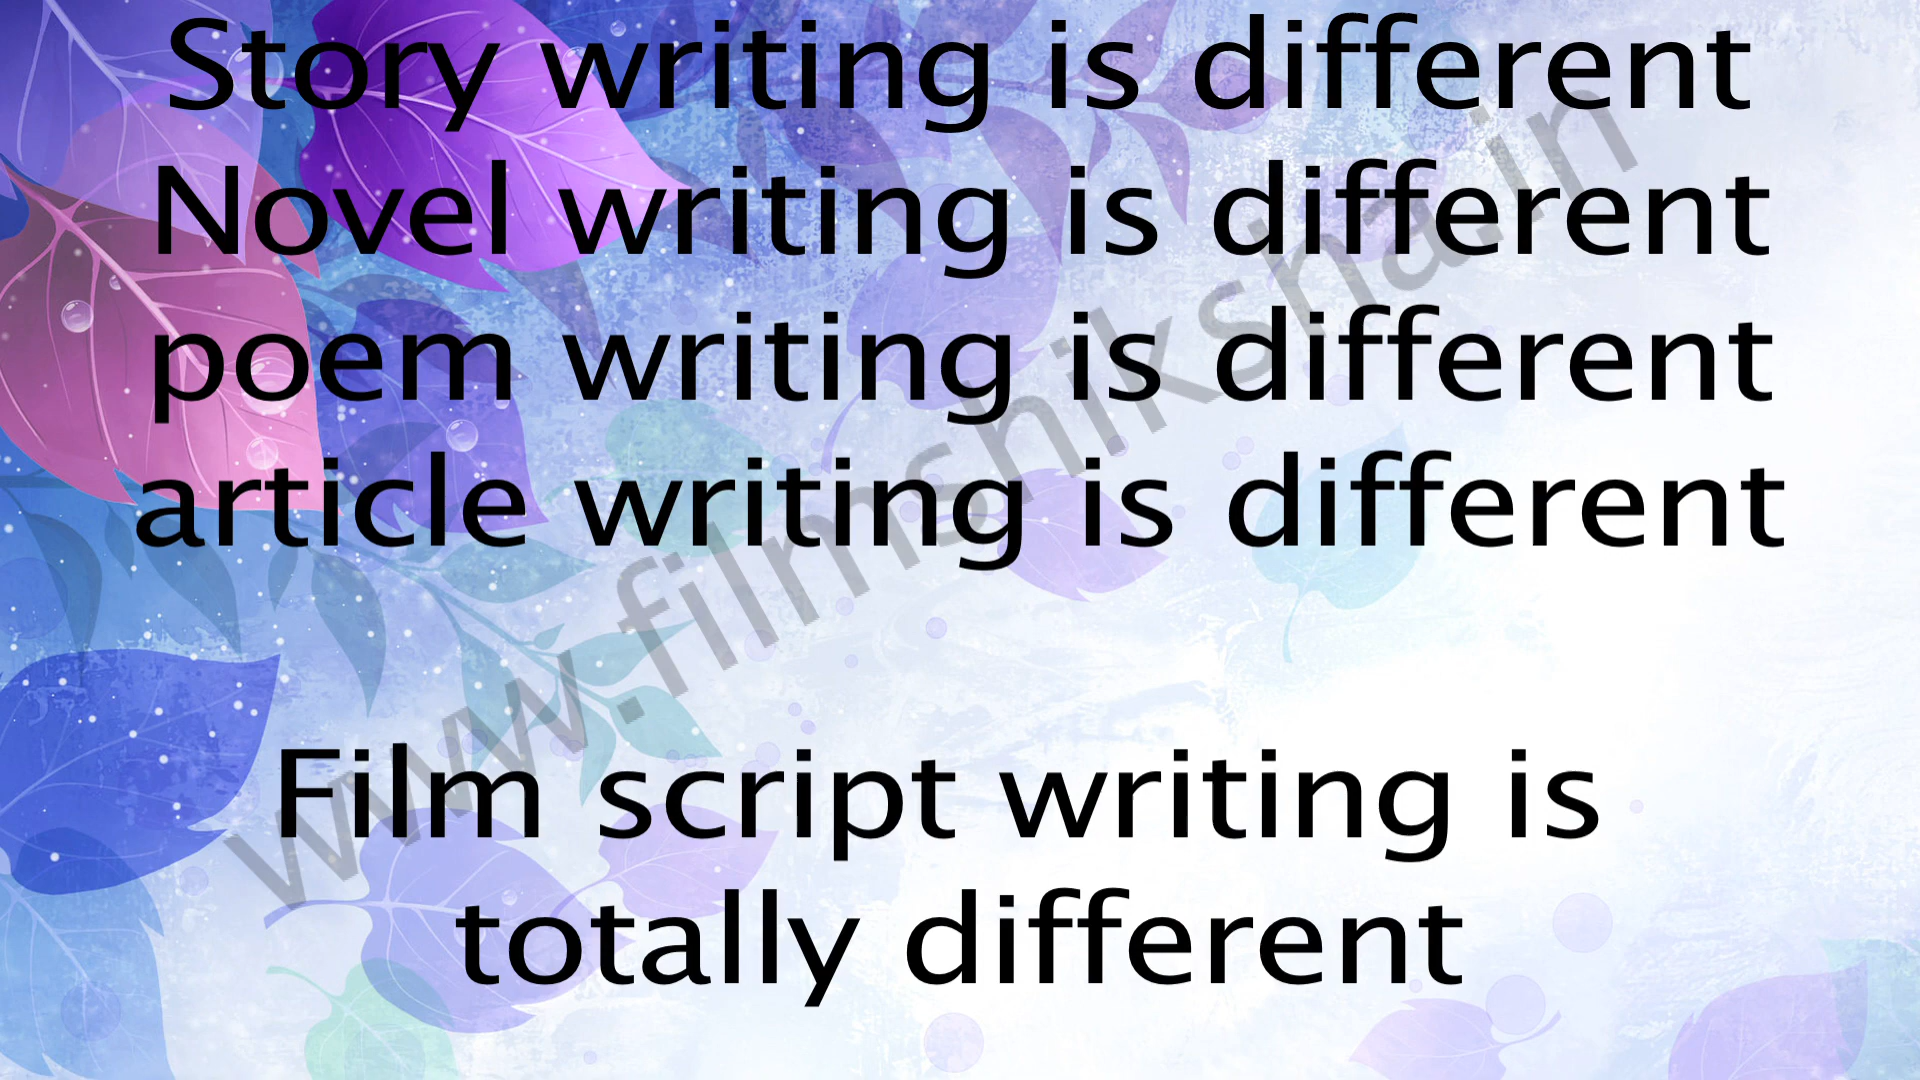 Story writing is different
Novel writing is different
poem writing is different
article writing is different
Film script writing is
totally different
www.filmshiksha.in